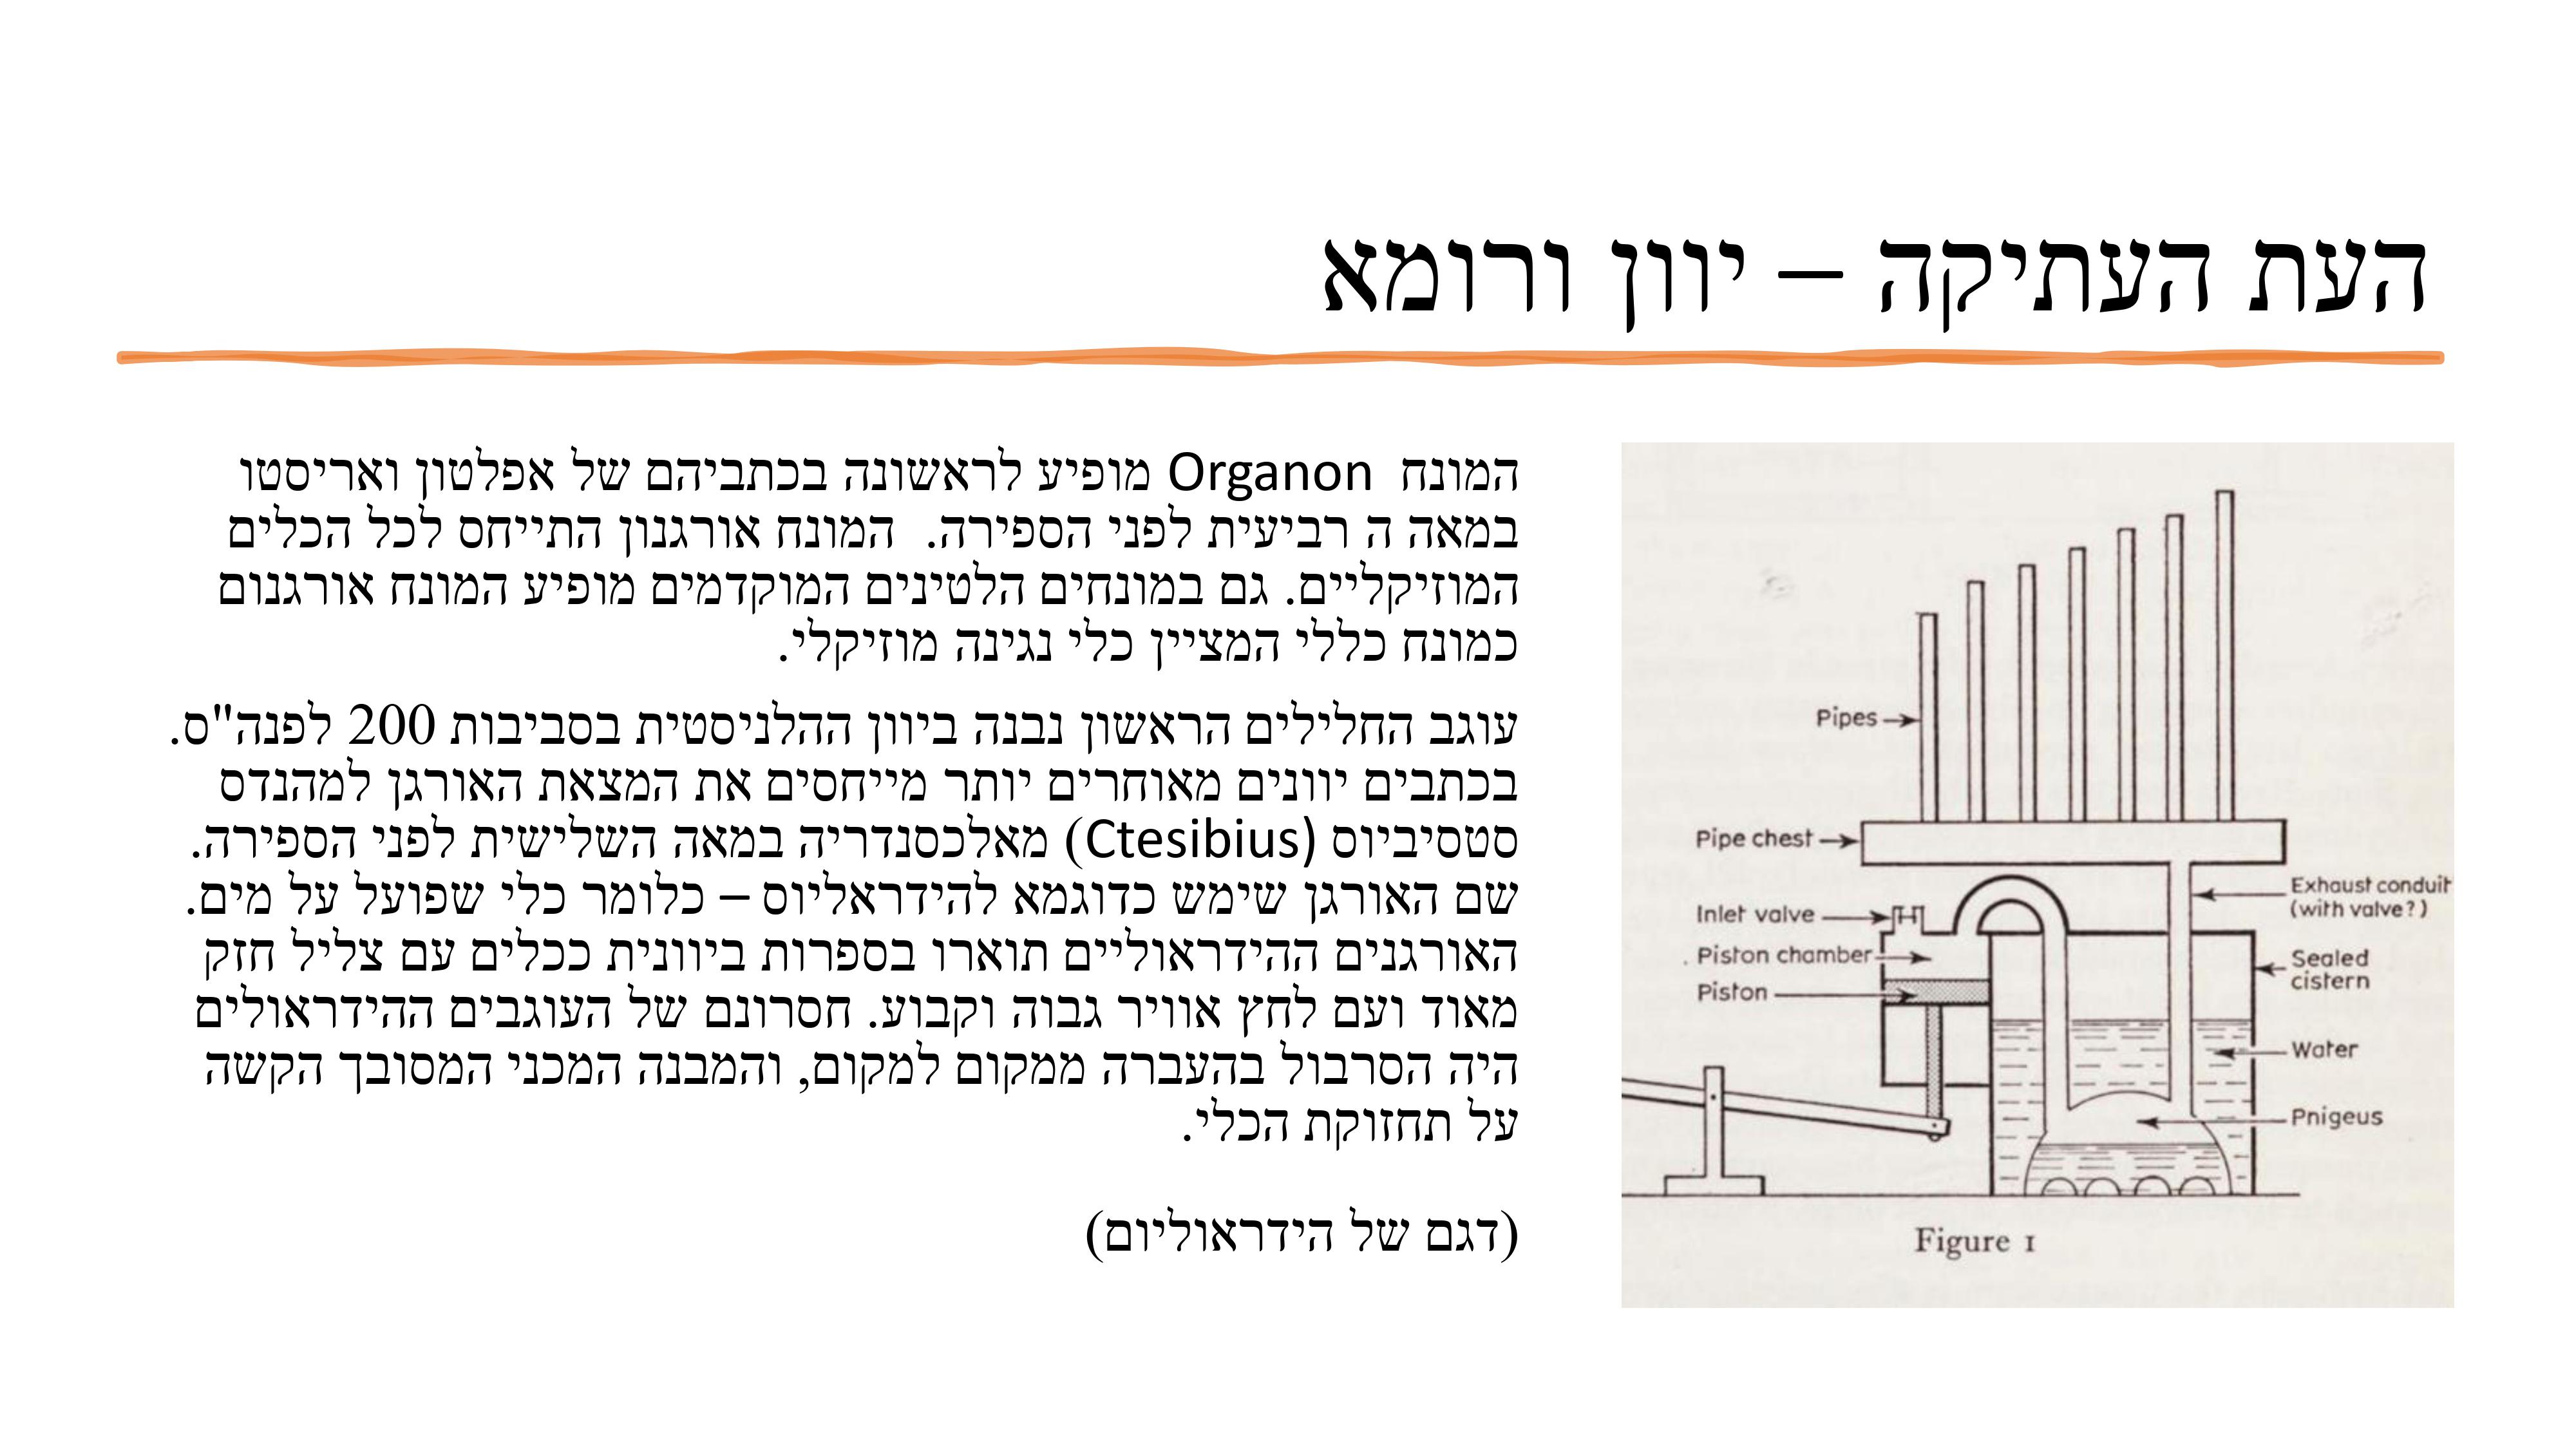 העת העתיקה – יוון ורומא
המונח  Organon מופיע לראשונה בכתביהם של אפלטון ואריסטו
במאה ה רביעית לפני הספירה.  המונח אורגנון התייחס לכל הכלים
המוזיקליים. גם במונחים הלטינים המוקדמים מופיע המונח אורגנום
כמונח כללי המציין כלי נגינה מוזיקלי.
עוגב החלילים הראשון נבנה ביוון ההלניסטית בסביבות 200 לפנה"ס.
בכתבים יוונים מאוחרים יותר מייחסים את המצאת האורגן למהנדס
סטסיביוס (Ctesibius) מאלכסנדריה במאה השלישית לפני הספירה.
שם האורגן שימש כדוגמא להידראליוס – כלומר כלי שפועל על מים.
האורגנים ההידראוליים תוארו בספרות ביוונית ככלים עם צליל חזק
מאוד ועם לחץ אוויר גבוה וקבוע. חסרונם של העוגבים ההידראולים
היה הסרבול בהעברה ממקום למקום, והמבנה המכני המסובך הקשה
על תחזוקת הכלי.
(דגם של הידראוליום)
Pipes
Pipe chest
Exhaust conduit
(with valve?)
Inlet valve
Piston chamber
Sealed
cistern
Piston
Water
Pnigeus
Figure 1